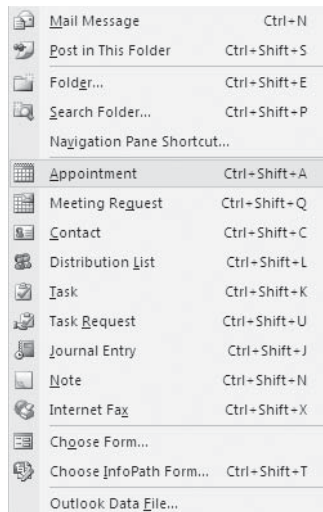 Mail Message Ctrl+N
Post in This Folder Ctrl+Shift+S
Folder... Ctrl+Shift+E
Search Folder... Ctrl+Shift+P
Navigation Pane Shortcut...
Appointment Ctrl+Shift+A
Meeting Request Ctrl+Shift+Q
Contact Ctrl+Shift+C
Distribution List Ctrl+Shift+L
Task Ctrl+Shift+K
Task Request Ctrl+Shift+U
Journal Entry Ctrl+Shift+J
Note Ctrl+Shift+N
Internet Fax Ctrl+Shift+X
Choose Form...
Choose InfoPath Form... Ctrl+Shift+T
Outlook Data File...